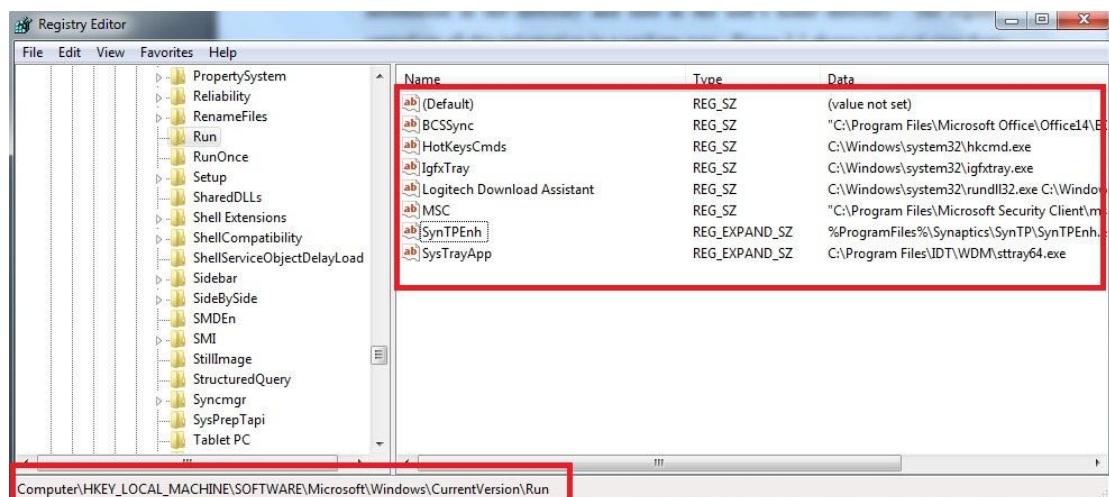 Registry Editor
File Edit View Favorites Help
PropertySystem
Reliability
RenameFiles
Run
RunOnce
Setup
SharedDLLs
Shell Extensions
ShellCompatibility
ShellServiceObjectDelayLoad
Sidebar
SideBySide
SMDEn
SMI
StillImage
StructuredQuery
Syncmgr
SysPrepTapi
Tablet PC
Name Type Data
(Default) REG_SZ (value not set)
BCSSync REG_SZ "C:\Program Files\Microsoft Office\Office14\
HotKeysCmds REG_SZ C:\Windows\system32\hkcmd.exe
IgfxTray REG_SZ C:\Windows\system32\igfxtray.exe
Logitech Download Assistant REG_SZ C:\Windows\system32\rundll32.exe C:\Window
MSC REG_SZ "C:\Program Files\Microsoft Security Client\m
SynTPEnh REG_EXPAND_SZ %ProgramFiles%\Synaptics\SynTP\SynTPEnh.
SysTrayApp REG_EXPAND_SZ C:\Program Files\IDT\WDM\sttray64.exe
Computer\HKEY_LOCAL_MACHINE\SOFTWARE\Microsoft\Windows\CurrentVersion\Run